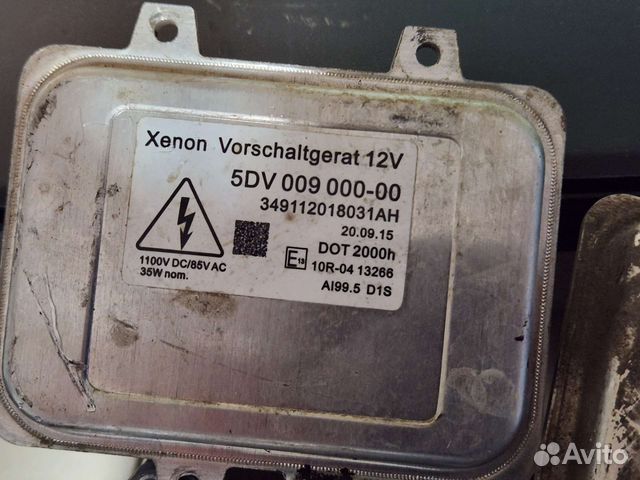 Xenon Vorschaltgerat 12V
5DV 009 000-00
349112018031AH
20.09.15
DOT 2000h
E13 10R-04 13266
1100V DC/85V AC
35W nom.
AI99.5 D1S
Avito